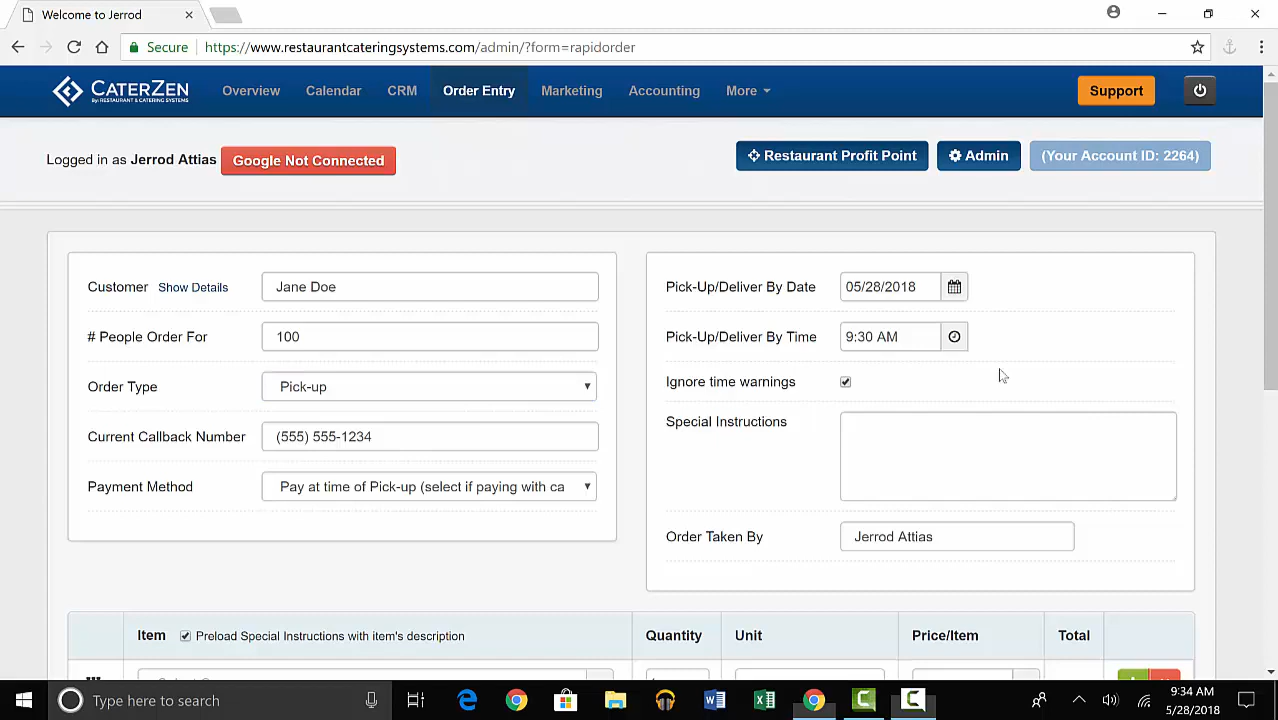 Welcome to Jerrod
Secure https://www.restaurantcateringsystems.com/admin/?form=rapidorder
CATERZEN
By: RESTAURANT & CATERING SYSTEMS
Overview Calendar CRM Order Entry Marketing Accounting More Support
Logged in as Jerrod Attias Google Not Connected Restaurant Profit Point Admin (Your Account ID: 2264)
Customer Show Details Jane Doe
# People Order For 100
Order Type Pick-up
Current Callback Number (555) 555-1234
Payment Method Pay at time of Pick-up (select if paying with ca
Pick-Up/Deliver By Date 05/28/2018
Pick-Up/Deliver By Time 9:30 AM
Ignore time warnings
Special Instructions
Order Taken By Jerrod Attias
Item Preload Special Instructions with item's description Quantity Unit Price/Item Total
Type here to search
9:34 AM
5/28/2018